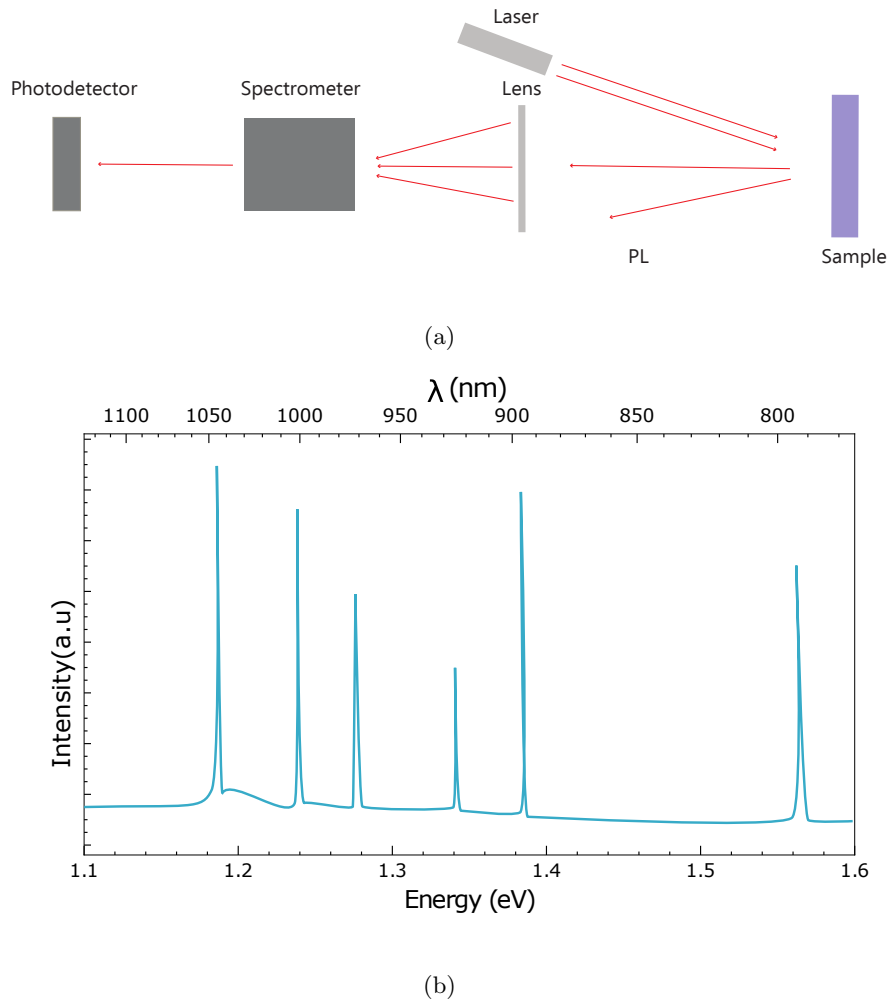 Laser
Photodetector
Spectrometer
Lens
PL
Sample
(a)
λ (nm)
1100 1050 1000 950 900 850 800
Intensity(a.u)
1.1 1.2 1.3 1.4 1.5 1.6
Energy (eV)
(b)